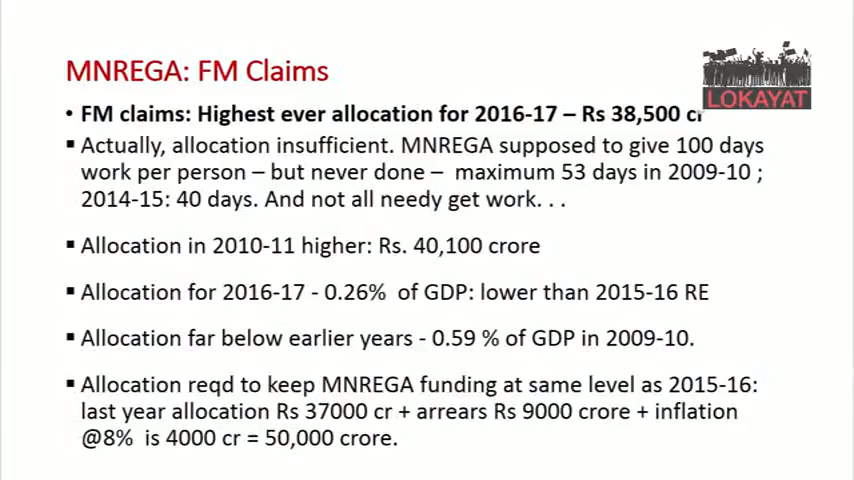 MNREGA: FM Claims
LOKAYAT
• FM claims: Highest ever allocation for 2016-17 – Rs 38,500 cr
▪ Actually, allocation insufficient. MNREGA supposed to give 100 days
work per person – but never done – maximum 53 days in 2009-10 ;
2014-15: 40 days. And not all needy get work. . .
▪ Allocation in 2010-11 higher: Rs. 40,100 crore
▪ Allocation for 2016-17 - 0.26% of GDP: lower than 2015-16 RE
▪ Allocation far below earlier years - 0.59 % of GDP in 2009-10.
▪ Allocation reqd to keep MNREGA funding at same level as 2015-16:
last year allocation Rs 37000 cr + arrears Rs 9000 crore + inflation
@8% is 4000 cr = 50,000 crore.